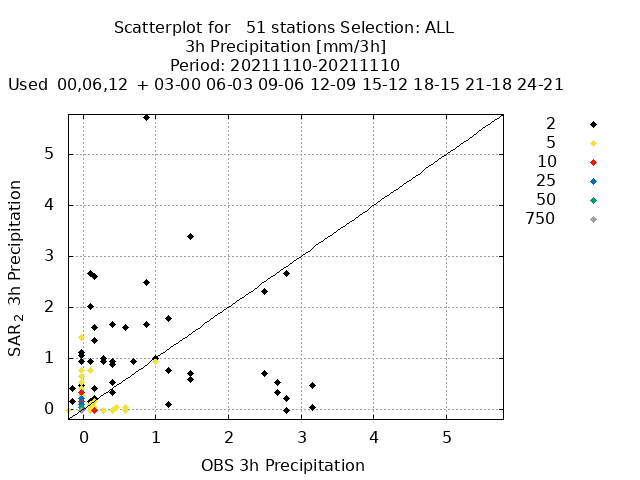 Scatterplot for   51 stations Selection: ALL
3h Precipitation [mm/3h]
Period: 20211110-20211110
Used  00,06,12  + 03-00 06-03 09-06 12-09 15-12 18-15 21-18 24-21
2
5
10
25
50
750
SAR2  3h Precipitation
5
4
3
2
1
0
0 1 2 3 4 5
OBS 3h Precipitation